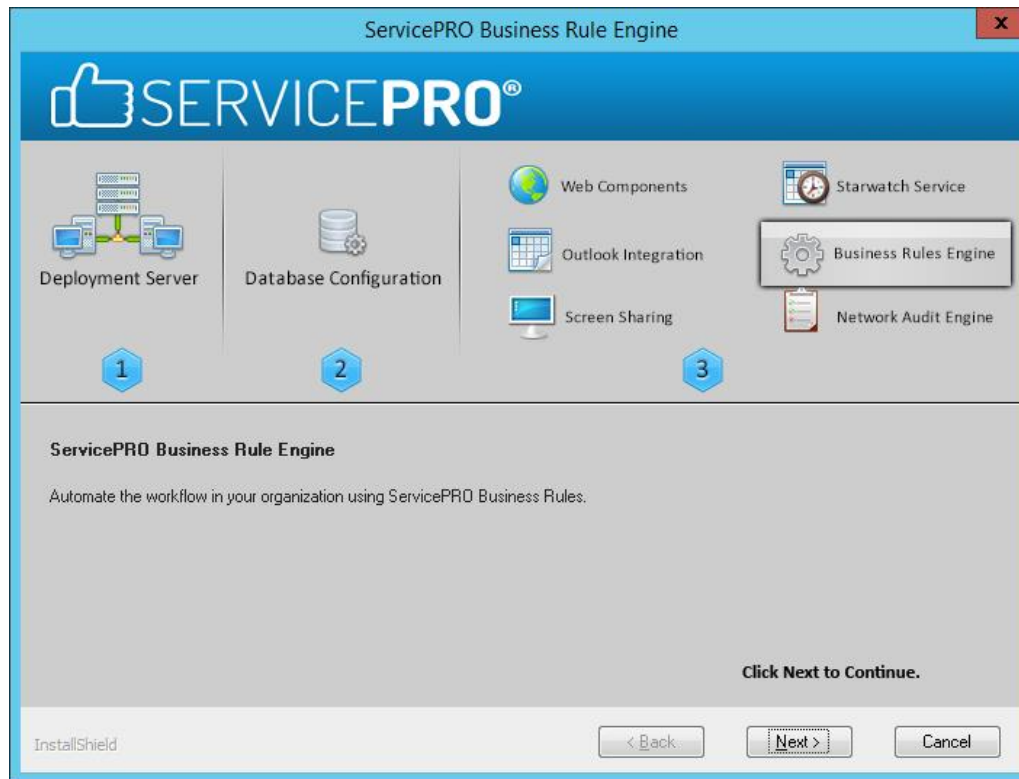 ServicePRO Business Rule Engine
x
SERVICEPRO®
Deployment Server
1
Database Configuration
2
Web Components
Starwatch Service
Outlook Integration
Business Rules Engine
Screen Sharing
Network Audit Engine
3
ServicePRO Business Rule Engine
Automate the workflow in your organization using ServicePRO Business Rules.
Click Next to Continue.
InstallShield
< Back
Next >
Cancel